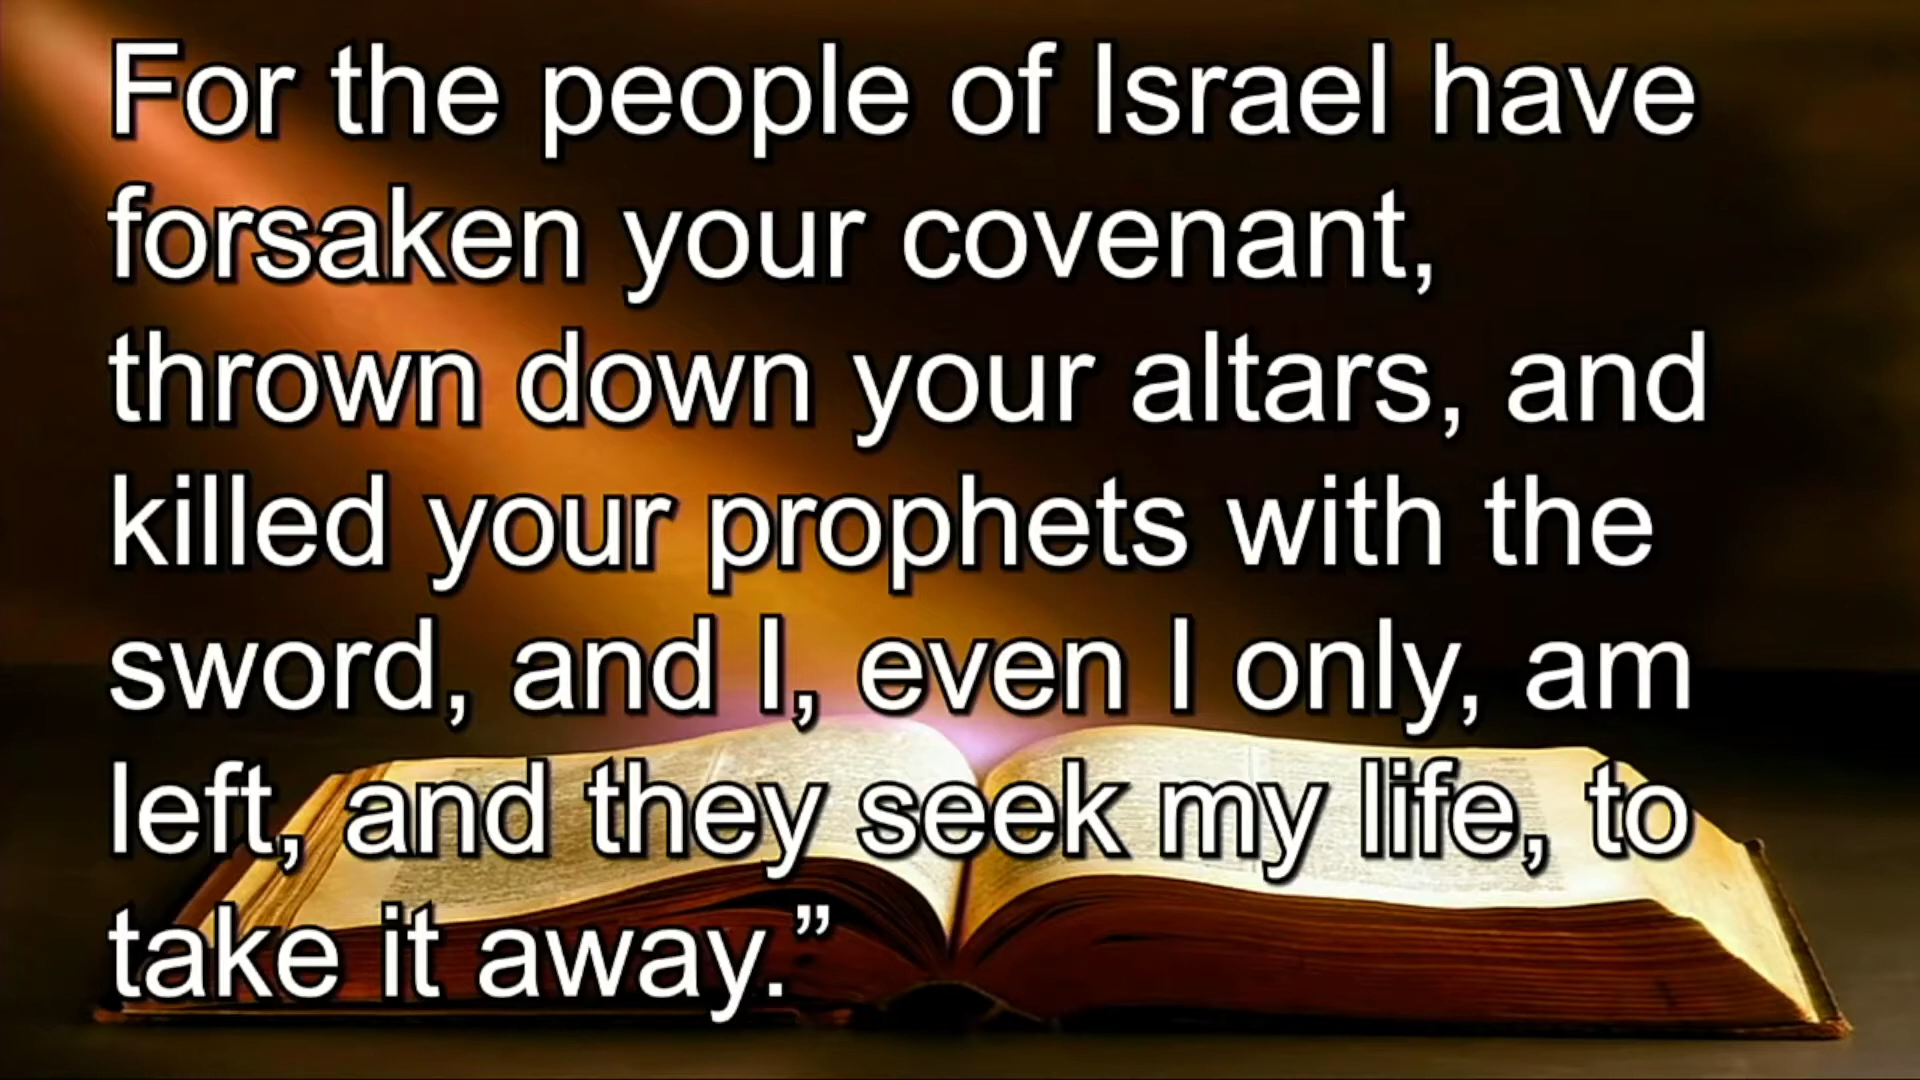 For the people of Israel have
forsaken your covenant,
thrown down your altars, and
killed your prophets with the
sword, and I, even I only, am
left, and they seek my life, to
take it away.”